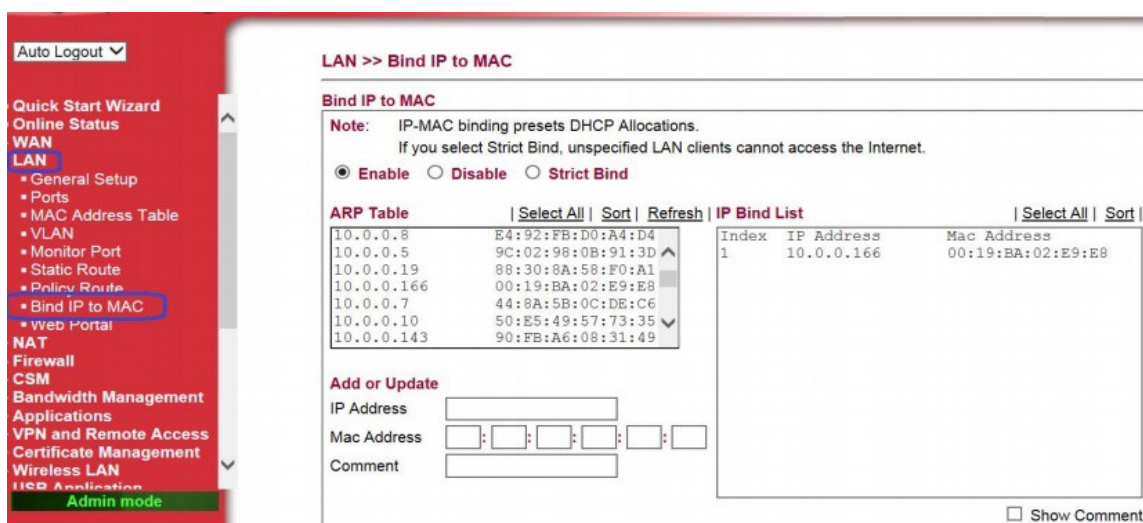 Auto Logout
Quick Start Wizard
Online Status
WAN
LAN
General Setup
Ports
MAC Address Table
VLAN
Monitor Port
Static Route
Policy Route
Bind IP to MAC
Web Portal
NAT
Firewall
CSM
Bandwidth Management
Applications
VPN and Remote Access
Certificate Management
Wireless LAN
USB Application
Admin mode
LAN >> Bind IP to MAC
Bind IP to MAC
Note: IP-MAC binding presets DHCP Allocations.
If you select Strict Bind, unspecified LAN clients cannot access the Internet.
Enable Disable Strict Bind
ARP Table | Select All | Sort | Refresh |
10.0.0.8 E4:92:FB:D0:A4:D4
10.0.0.5 9C:02:98:0B:91:3D
10.0.0.19 88:30:8A:58:F0:A1
10.0.0.166 00:19:BA:02:E9:E8
10.0.0.7 44:8A:5B:0C:DE:C6
10.0.0.10 50:E5:49:57:73:35
10.0.0.143 90:FB:A6:08:31:49
Add or Update
IP Address
Mac Address : : : : :
Comment
IP Bind List | Select All | Sort |
Index IP Address Mac Address
1 10.0.0.166 00:19:BA:02:E9:E8
Show Comment